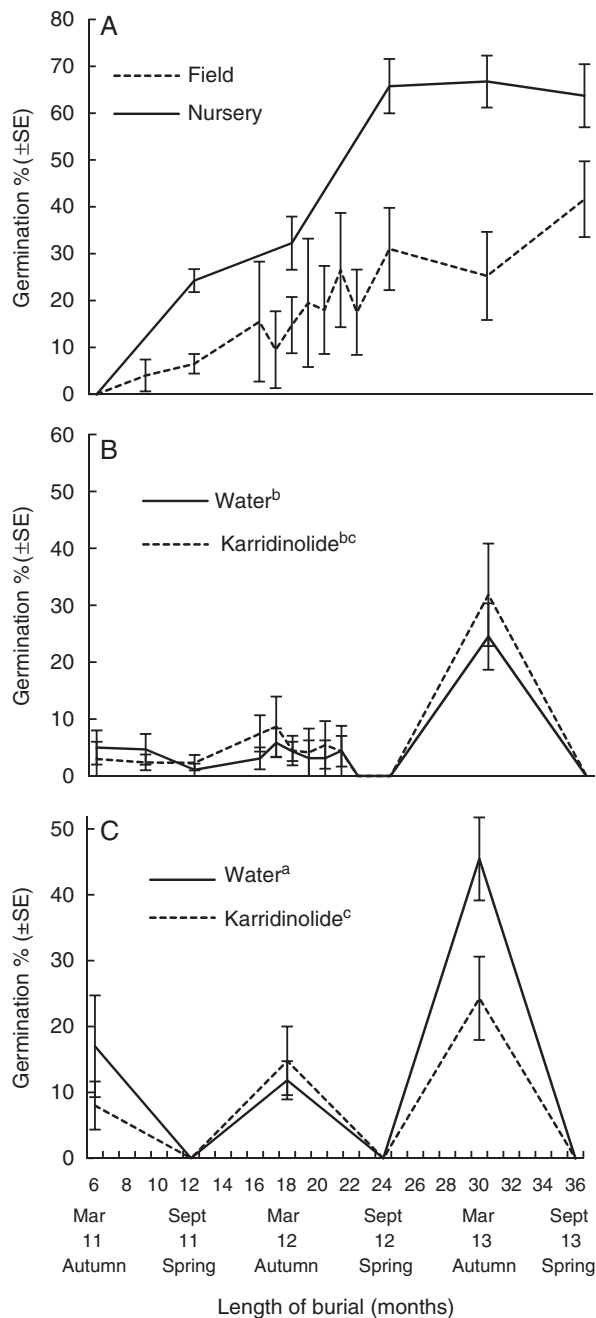 A
80
70
60
50
40
30
20
10
0
Germination % (±SE)
Field
Nursery
B
60
50
40
30
20
10
0
Germination % (±SE)
Water^b
Karridinolide^bc
C
50
40
30
20
10
0
Germination % (±SE)
Water^a
Karridinolide^c
6 8 10 12 14 16 18 20 22 24 26 28 30 32 34 36
Mar Sept Mar Sept Mar Sept
11 11 12 12 13 13
Autumn Spring Autumn Spring Autumn Spring
Length of burial (months)